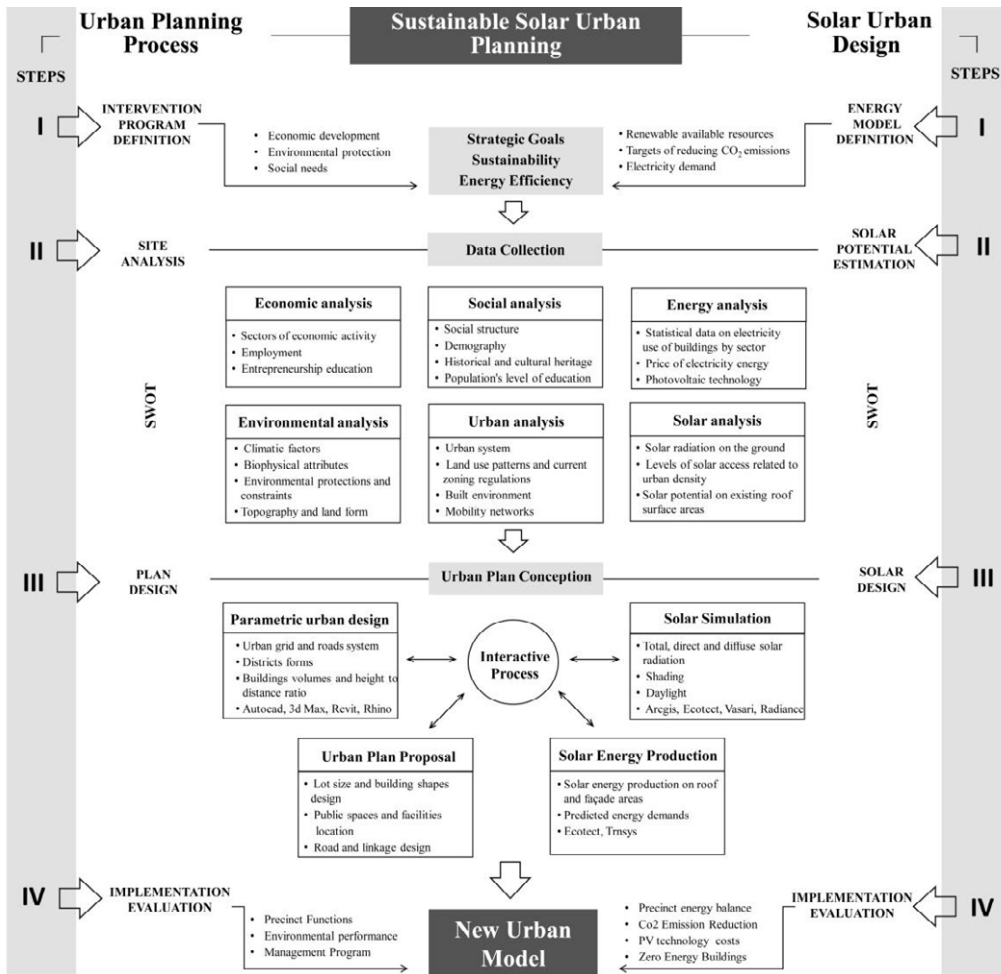 Urban Planning
Process
Sustainable Solar Urban
Planning
Solar Urban
Design
STEPS
STEPS
I
INTERVENTION
PROGRAM
DEFINITION
• Economic development
• Environmental protection
• Social needs
Strategic Goals
Sustainability
Energy Efficiency
• Renewable available resources
• Targets of reducing CO₂ emissions
• Electricity demand
ENERGY
MODEL
DEFINITION
I
II
SITE
ANALYSIS
Data Collection
SOLAR
POTENTIAL
ESTIMATION
II
SWOT
Economic analysis
• Sectors of economic activity
• Employment
• Entrepreneurship education
Social analysis
• Social structure
• Demography
• Historical and cultural heritage
• Population's level of education
Energy analysis
• Statistical data on electricity
use of buildings by sector
• Price of electricity energy
• Photovoltaic technology
SWOT
Environmental analysis
• Climatic factors
• Biophysical attributes
• Environmental protections and
constraints
• Topography and land form
Urban analysis
• Urban system
• Land use patterns and current
zoning regulations
• Built environment
• Mobility networks
Solar analysis
• Solar radiation on the ground
• Levels of solar access related to
urban density
• Solar potential on existing roof
surface areas
III
PLAN
DESIGN
Urban Plan Conception
SOLAR
DESIGN
III
Parametric urban design
• Urban grid and roads system
• Districts forms
• Buildings volumes and height to
distance ratio
• Autocad, 3d Max, Revit, Rhino
Interactive
Process
Solar Simulation
• Total, direct and diffuse solar
radiation
• Shading
• Daylight
• Arcgis, Ecotect, Vasari, Radiance
Urban Plan Proposal
• Lot size and building shapes
design
• Public spaces and facilities
location
• Road and linkage design
Solar Energy Production
• Solar energy production on roof
and façade areas
• Predicted energy demands
• Ecotect, Trnsys
IV
IMPLEMENTATION
EVALUATION
• Precinct Functions
• Environmental performance
• Management Program
New Urban
Model
• Precinct energy balance
• Co2 Emission Reduction
• PV technology costs
• Zero Energy Buildings
IMPLEMENTATION
EVALUATION
IV